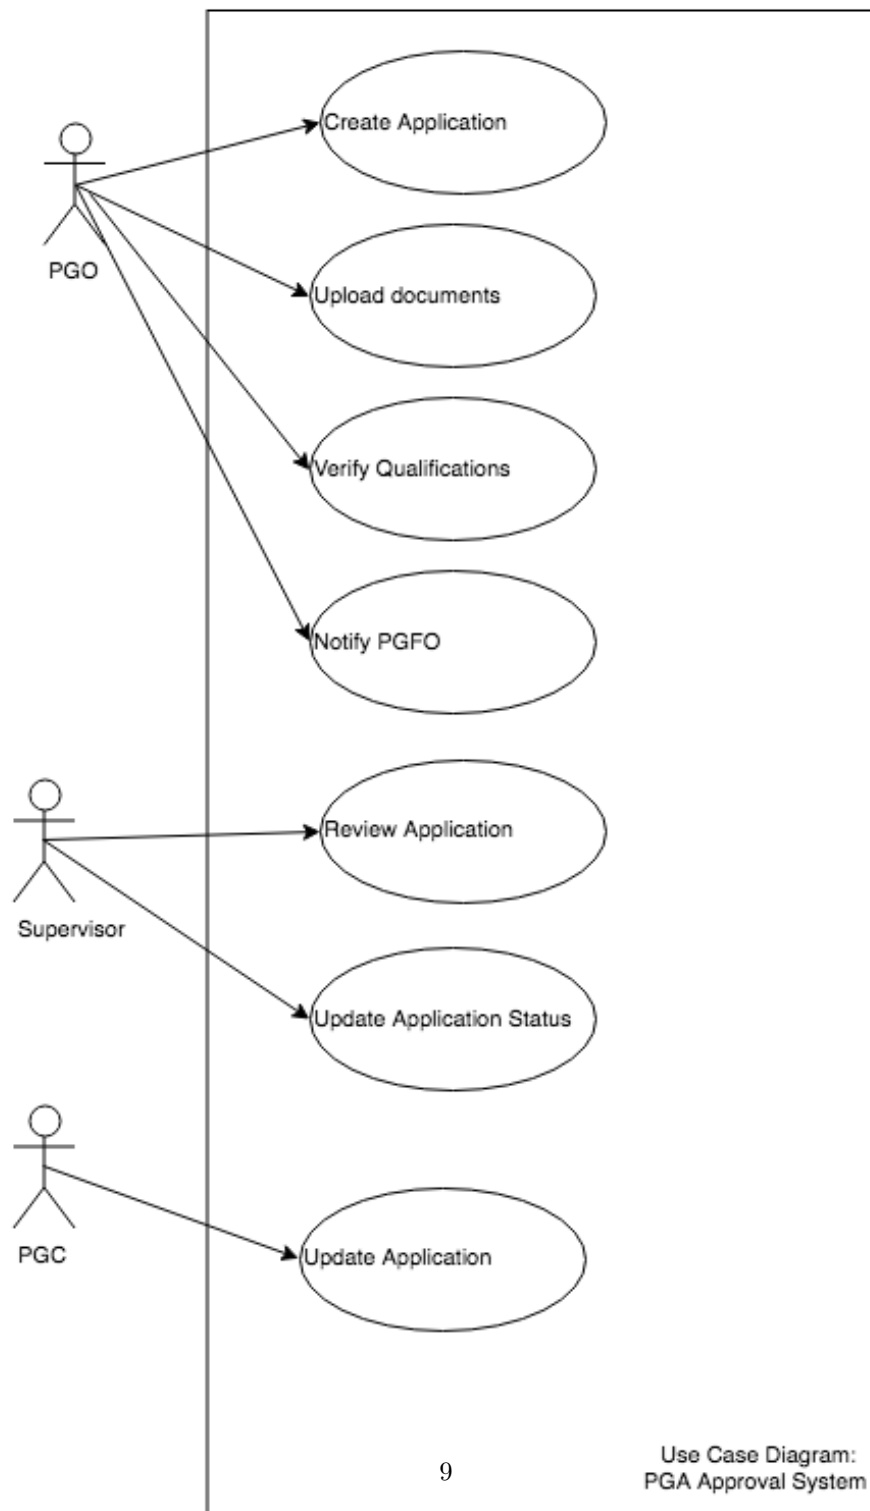 Create Application
PGO
Upload documents
Verify Qualifications
Notify PGFO
Review Application
Supervisor
Update Application Status
PGC
Update Application
Use Case Diagram:
PGA Approval System
9